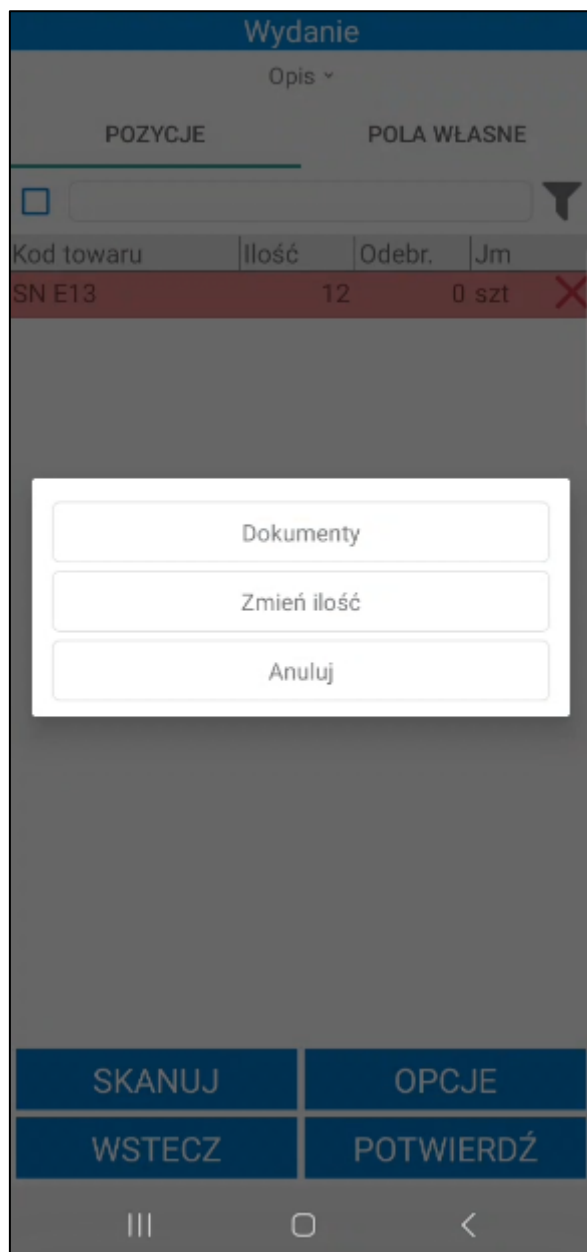 Wydanie
Opis
POZYCJE POLA WŁASNE
Kod towaru Ilość Odebr. Jm
SN E13 12 0 szt
Dokumenty
Zmień ilość
Anuluj
SKANUJ OPCJE
WSTECZ POTWIERDŹ